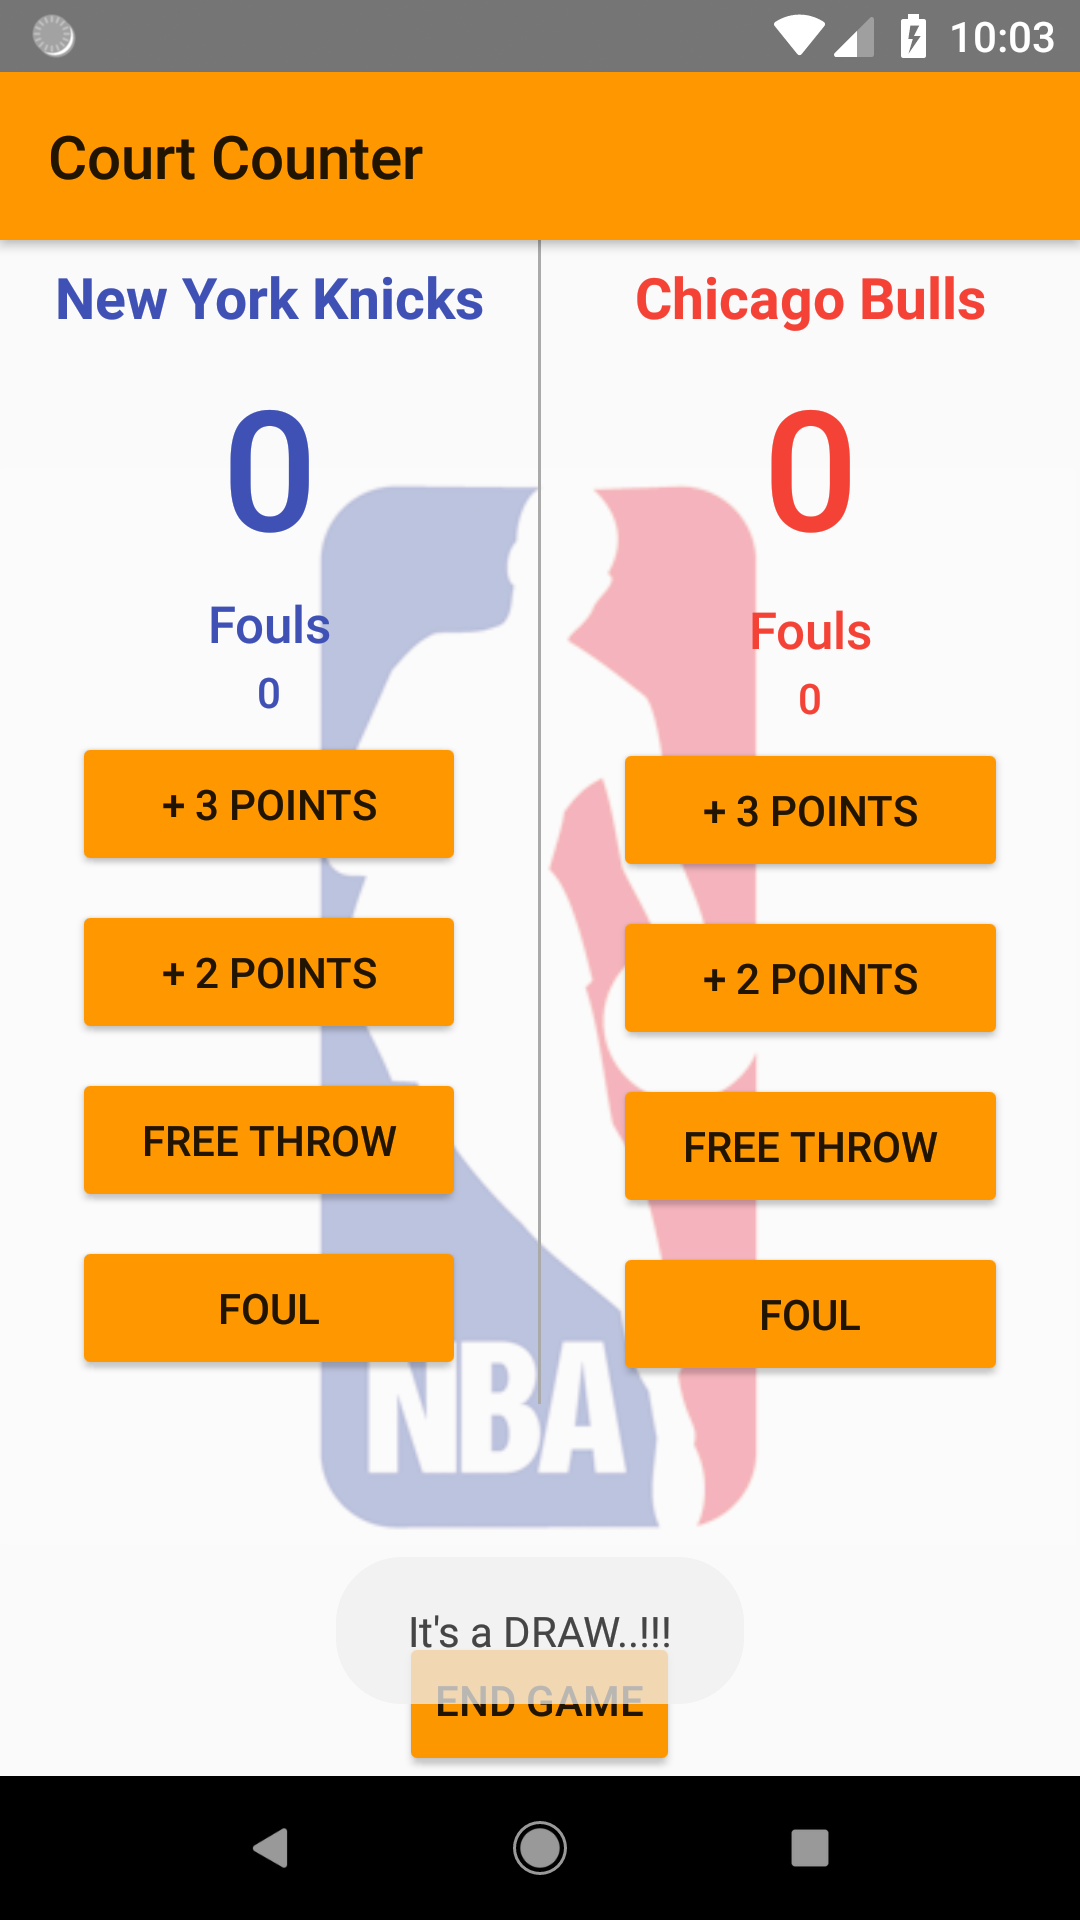 10:03
Court Counter
New York Knicks
0
Fouls
0
+ 3 POINTS
+ 2 POINTS
FREE THROW
FOUL
Chicago Bulls
0
Fouls
0
+ 3 POINTS
+ 2 POINTS
FREE THROW
FOUL
NBA
It's a DRAW..!!!
END GAME